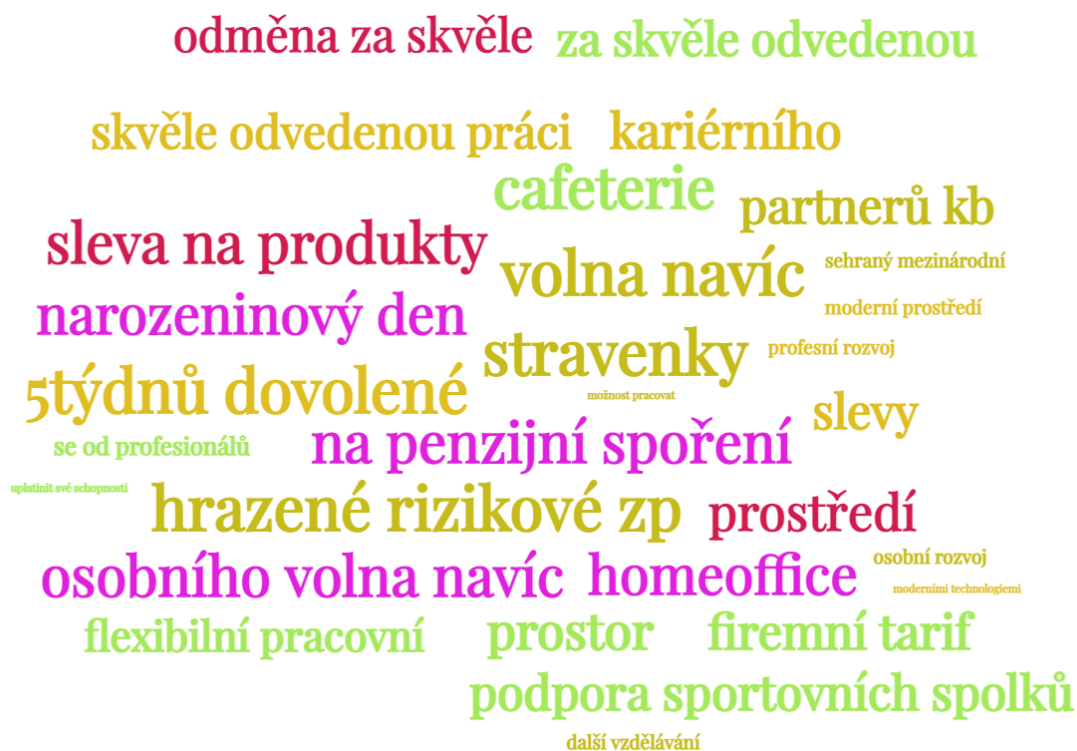 odměna za skvěle
za skvěle odvedenou
skvěle odvedenou práci
kariérního
cafeterie
partnerů kb
sleva na produkty
volna navíc
sehraný mezinárodní
narozeninový den
moderní prostředí
stravenky
profesní rozvoj
5týdnů dovolené
možnost pracovat
slevy
se od profesionálů
na penzijní spoření
uplatinit své schopnosti
hrazené rizikové zp
prostředí
osobního volna navíc
homeoffice
osobní rozvoj
moderními technologiemi
flexibilní pracovní
prostor
firemní tarif
podpora sportovních spolků
další vzdělávání